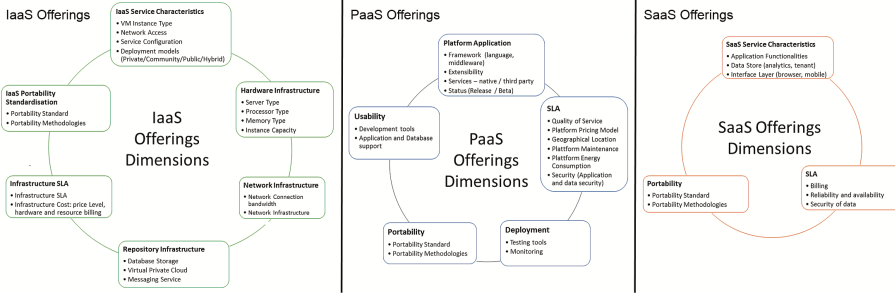 IaaS Offerings
IaaS Service Characteristics
• VM Instance Type
• Network Access
• Service Configuration
• Deployment models
(Private/Community/Public/Hybrid)
IaaS Portability
Standardisation
• Portability Standard
• Portability Methodologies
Hardware Infrastructure
• Server Type
• Processor Type
• Memory Type
• Instance Capacity
IaaS
Offerings
Dimensions
Infrastructure SLA
• Infrastructure SLA
• Infrastructure Cost: price Level,
hardware and resource billing
Network Infrastructure
• Network Connection
bandwidth
• Network Infrastructure
Repository Infrastructure
• Database Storage
• Virtual Private Cloud
• Messaging Service
PaaS Offerings
Platform Application
• Framework (language,
middleware)
• Extensibility
• Services – native / third party
• Status (Release / Beta)
Usability
• Development tools
• Application and Database
support
SLA
• Quality of Service
• Platform Pricing Model
• Geographical Location
• Platform Maintenance
• Plattform Energy
Consumption
• Security (Application
and data security)
PaaS
Offerings
Dimensions
Portability
• Portability Standard
• Portability Methodologies
Deployment
• Testing tools
• Monitoring
SaaS Offerings
SaaS Service Characteristics
• Application Functionalities
• Data Store (analytics, tenant)
• Interface Layer (browser, mobile)
SaaS Offerings
Dimensions
Portability
• Portability Standard
• Portability Methodologies
SLA
• Billing
• Reliability and availability
• Security of data